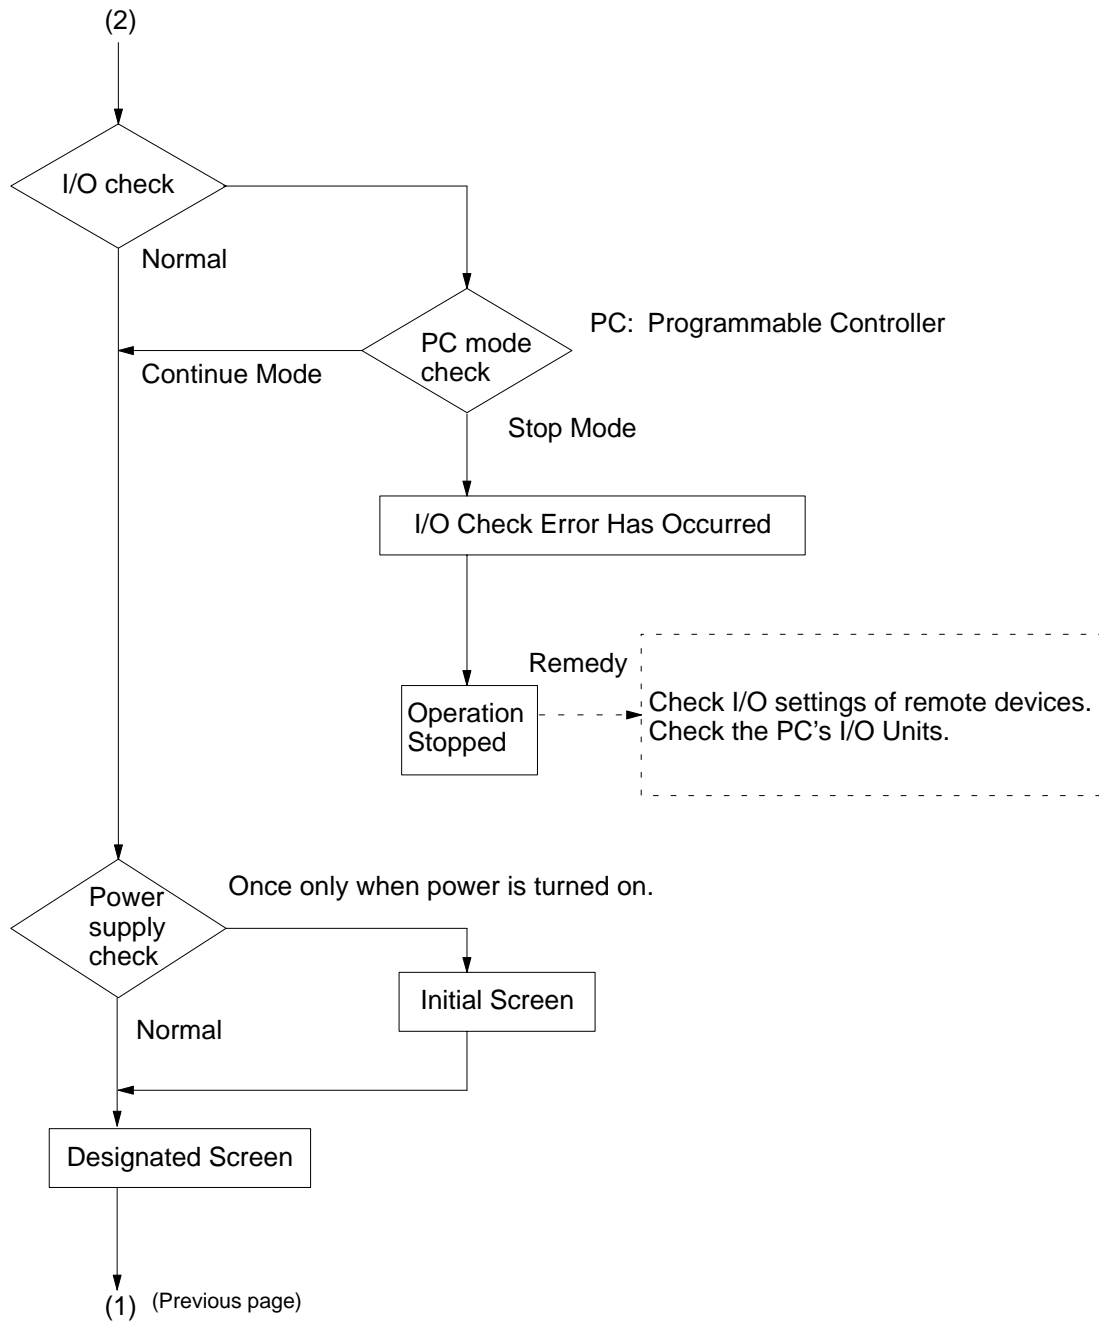 (2)
I/O check
Normal
PC mode
check
PC: Programmable Controller
Continue Mode
Stop Mode
I/O Check Error Has Occurred
Remedy
Operation
Stopped
Check I/O settings of remote devices.
Check the PC’s I/O Units.
Power
supply
check
Once only when power is turned on.
Initial Screen
Normal
Designated Screen
(1) (Previous page)